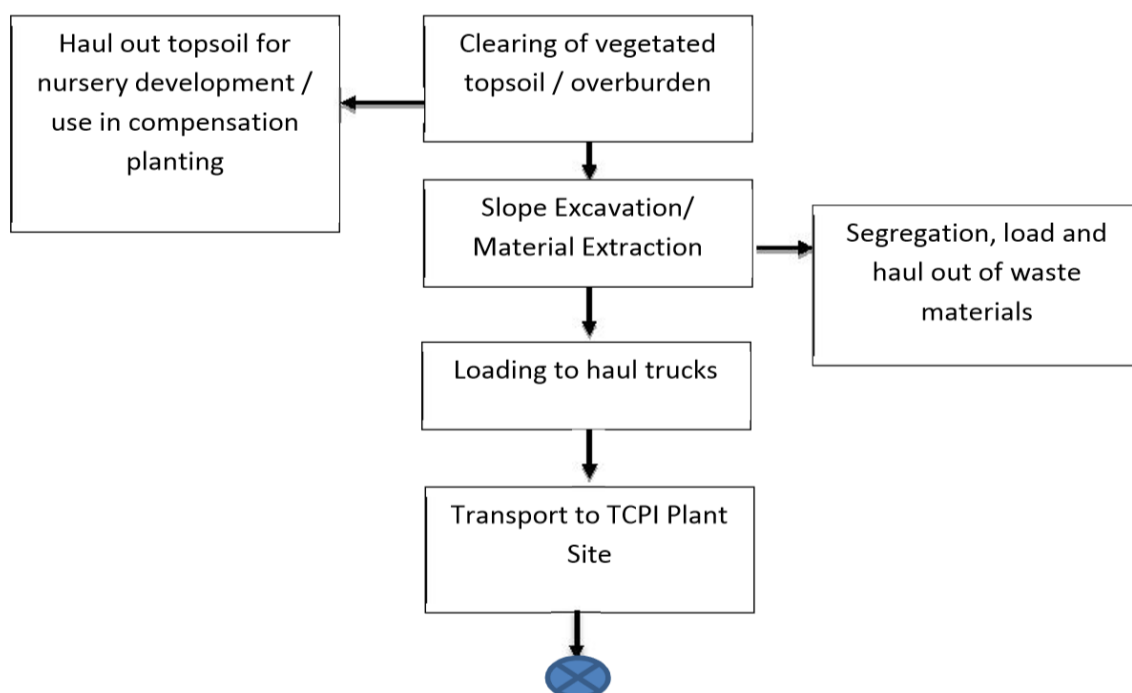 Haul out topsoil for
nursery development /
use in compensation
planting
Clearing of vegetated
topsoil / overburden
Slope Excavation/
Material Extraction
Segregation, load and
haul out of waste
materials
Loading to haul trucks
Transport to TCPI Plant
Site